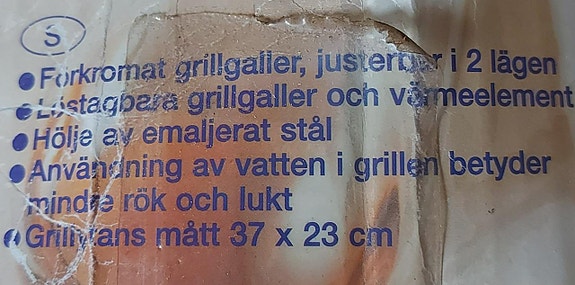 S
● Förkromat grillgaller, justerbar i 2 lägen
● Löstagbara grillgaller och värmeelement
● Hölje av emaljerat stål
● Användning av vatten i grillen betyder
mindre rök och lukt
● Grillytans mått 37 x 23 cm